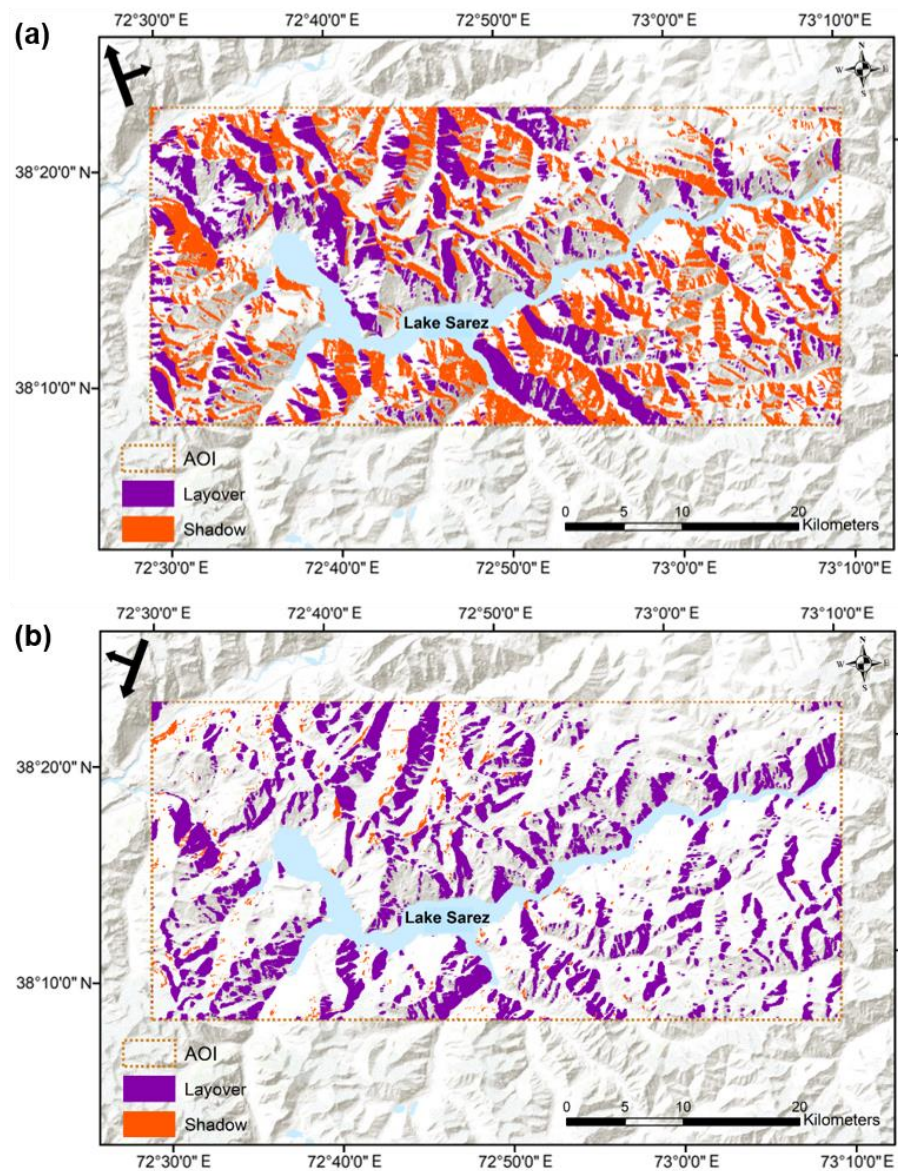 (a)
72°30'0" E 72°40'0" E 72°50'0" E 73°0'0" E 73°10'0" E
N
W E
S
38°20'0" N
Lake Sarez
38°10'0" N
AOI
Layover
Shadow
0 5 10 20
Kilometers
72°30'0" E 72°40'0" E 72°50'0" E 73°0'0" E 73°10'0" E
(b)
72°30'0" E 72°40'0" E 72°50'0" E 73°0'0" E 73°10'0" E
N
W E
S
38°20'0" N
Lake Sarez
38°10'0" N
AOI
Layover
Shadow
0 5 10 20
Kilometers
72°30'0" E 72°40'0" E 72°50'0" E 73°0'0" E 73°10'0" E